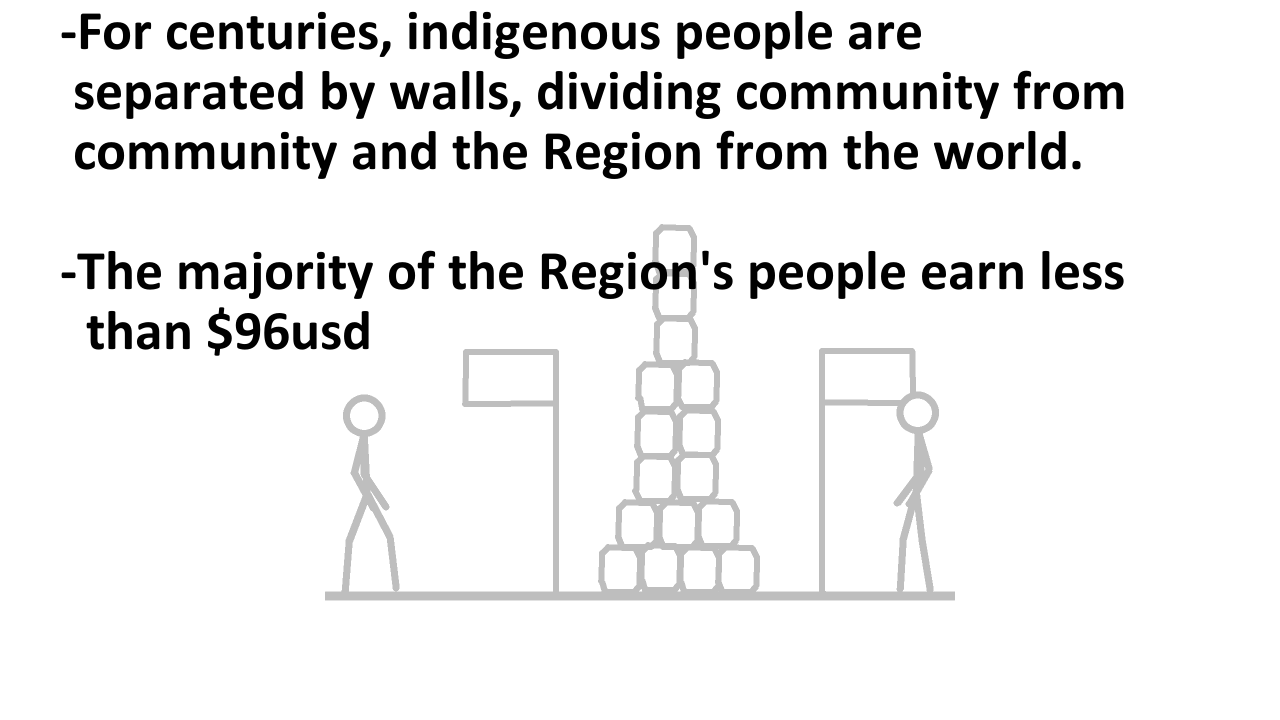 -For centuries, indigenous people are
separated by walls, dividing community from
community and the Region from the world.
-The majority of the Region's people earn less
than $96usd